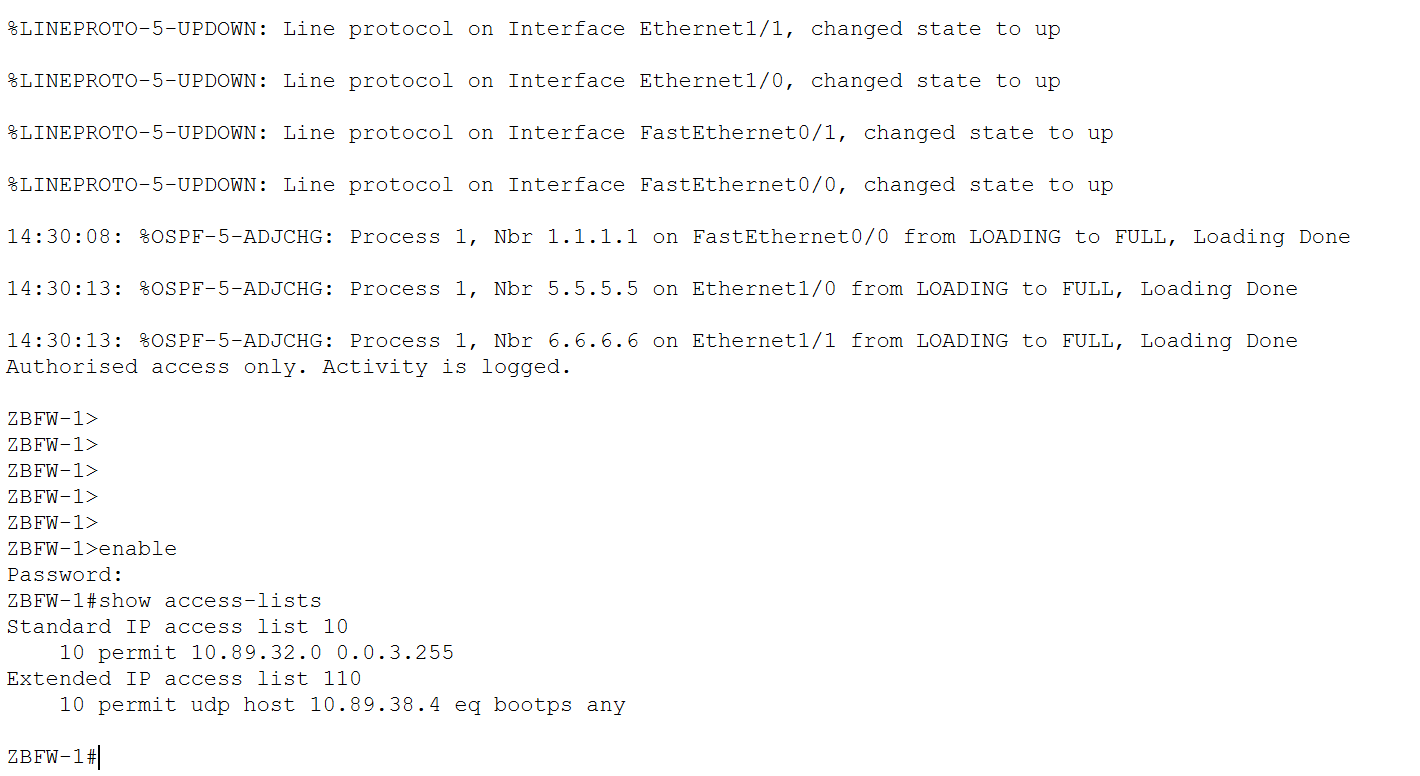 %LINEPROTO-5-UPDOWN: Line protocol on Interface Ethernet1/1, changed state to up
%LINEPROTO-5-UPDOWN: Line protocol on Interface Ethernet1/0, changed state to up
%LINEPROTO-5-UPDOWN: Line protocol on Interface FastEthernet0/1, changed state to up
%LINEPROTO-5-UPDOWN: Line protocol on Interface FastEthernet0/0, changed state to up
14:30:08: %OSPF-5-ADJCHG: Process 1, Nbr 1.1.1.1 on FastEthernet0/0 from LOADING to FULL, Loading Done
14:30:13: %OSPF-5-ADJCHG: Process 1, Nbr 5.5.5.5 on Ethernet1/0 from LOADING to FULL, Loading Done
14:30:13: %OSPF-5-ADJCHG: Process 1, Nbr 6.6.6.6 on Ethernet1/1 from LOADING to FULL, Loading Done
Authorised access only. Activity is logged.
ZBFW-1>
ZBFW-1>
ZBFW-1>
ZBFW-1>
ZBFW-1>
ZBFW-1>enable
Password:
ZBFW-1#show access-lists
Standard IP access list 10
    10 permit 10.89.32.0 0.0.3.255
Extended IP access list 110
    10 permit udp host 10.89.38.4 eq bootps any
ZBFW-1#